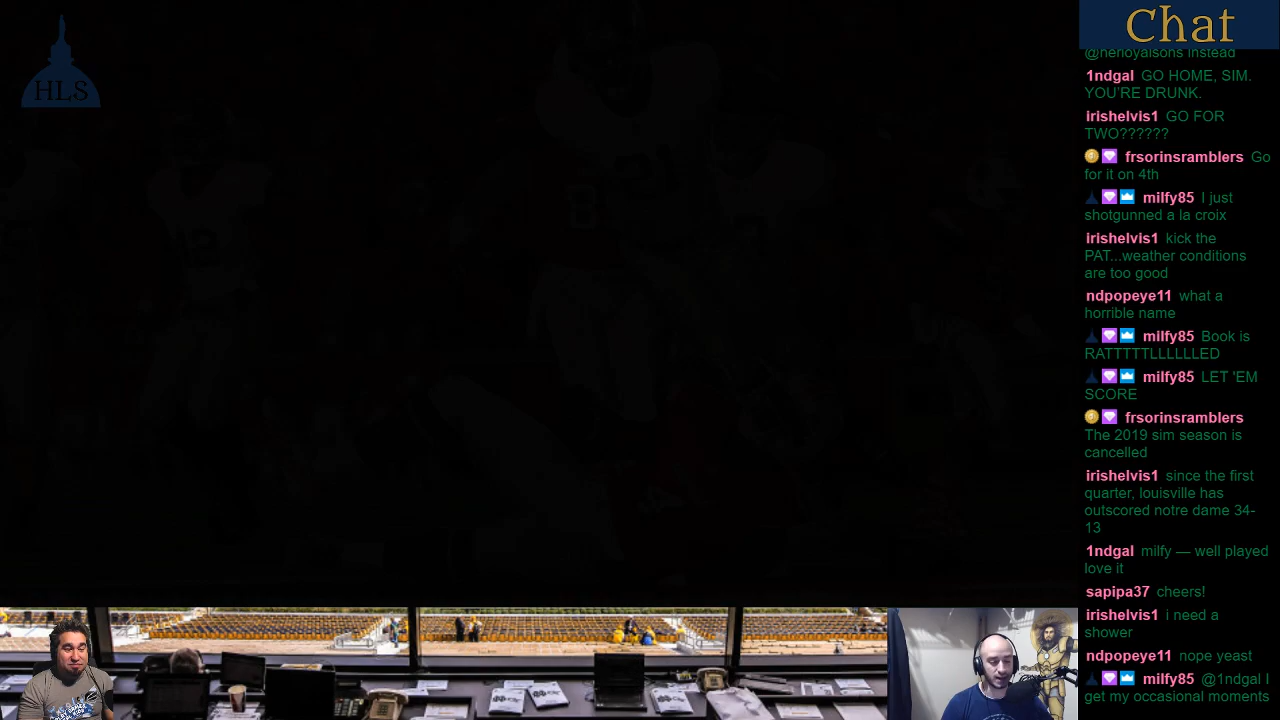 HLS
Chat
@herloyalsons instead
1ndgal GO HOME, SIM.
YOU'RE DRUNK.
irishelvis1 GO FOR
TWO??????
frsorinsramblers Go
for it on 4th
milfy85 I just
shotgunned a la croix
irishelvis1 kick the
PAT...weather conditions
are too good
ndpopeye11 what a
horrible name
milfy85 Book is
RATTTTTLLLLLLED
milfy85 LET 'EM
SCORE
frsorinsramblers
The 2019 sim season is
cancelled
irishelvis1 since the first
quarter, louisville has
outscored notre dame 34-
13
1ndgal milfy — well played
love it
sapipa37 cheers!
irishelvis1 i need a
shower
ndpopeye11 nope yeast
milfy85 @1ndgal I
get my occasional moments